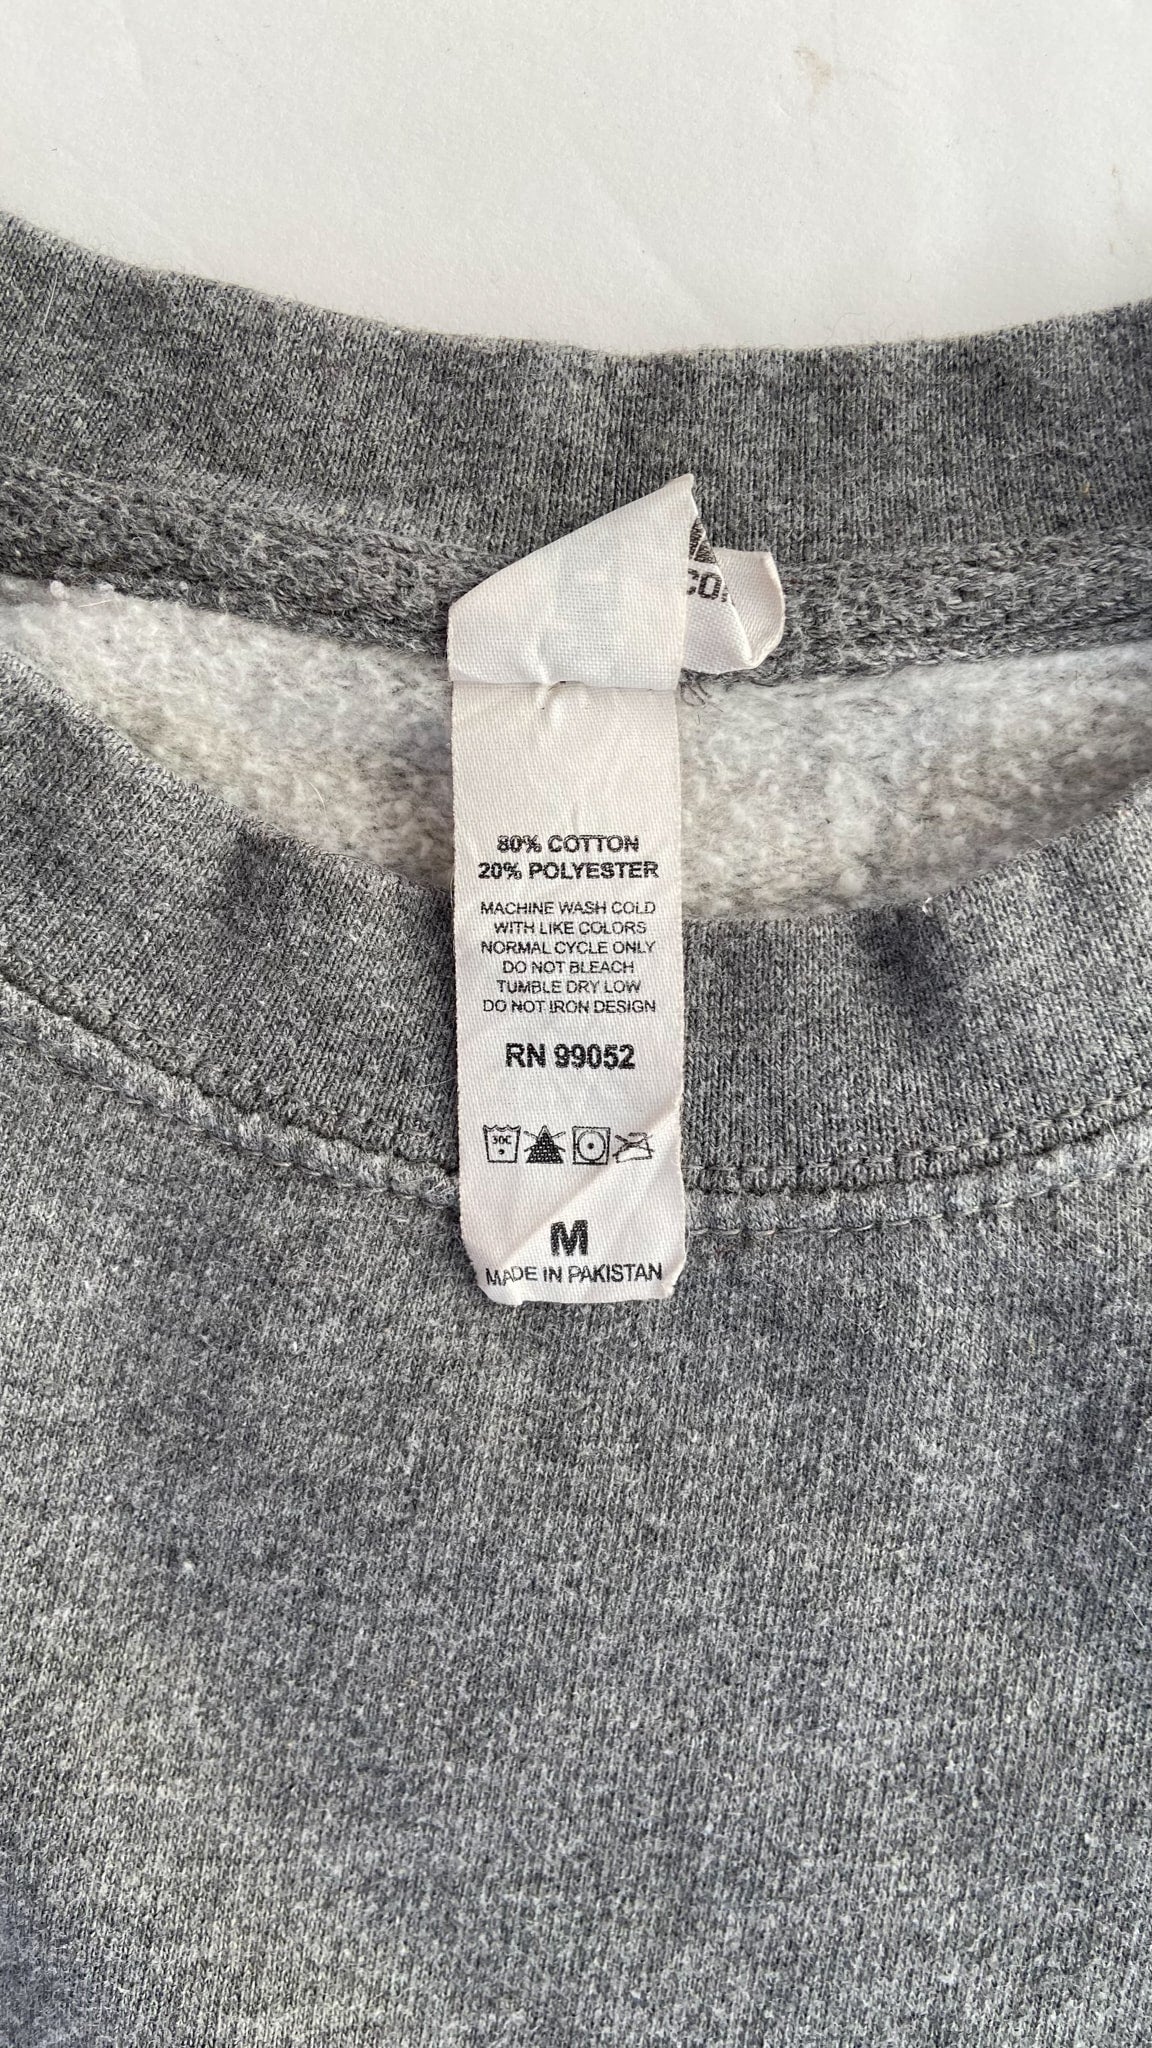 80% COTTON
20% POLYESTER
MACHINE WASH COLD
WITH LIKE COLORS
NORMAL CYCLE ONLY
DO NOT BLEACH
TUMBLE DRY LOW
DO NOT IRON DESIGN
RN 99052
30C
M
MADE IN PAKISTAN